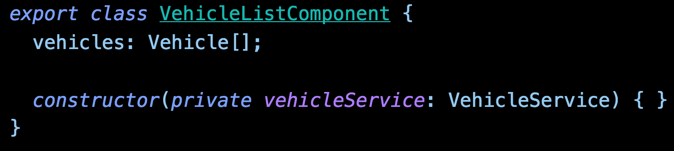 export class VehicleListComponent {
  vehicles: Vehicle[];
  constructor(private vehicleService: VehicleService) { }
}